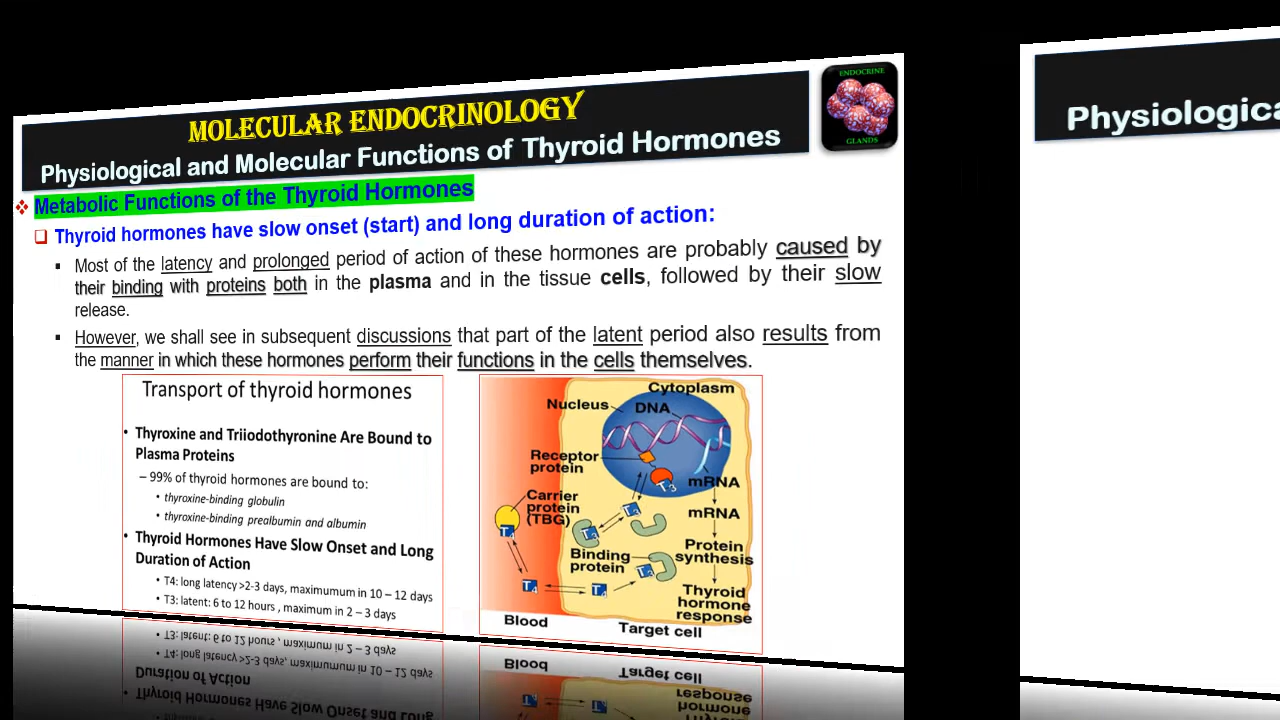 MOLECULAR ENDOCRINOLOGY
Physiological and Molecular Functions of Thyroid Hormones
ENDOCRINE
GLANDS
Metabolic Functions of the Thyroid Hormones
Thyroid hormones have slow onset (start) and long duration of action:
Most of the latency and prolonged period of action of these hormones are probably caused by
their binding with proteins both in the plasma and in the tissue cells, followed by their slow
release.
However, we shall see in subsequent discussions that part of the latent period also results from
the manner in which these hormones perform their functions in the cells themselves.
Transport of thyroid hormones
• Thyroxine and Triiodothyronine Are Bound to
Plasma Proteins
– 99% of thyroid hormones are bound to:
• thyroxine-binding globulin
• thyroxine-binding prealbumin and albumin
• Thyroid Hormones Have Slow Onset and Long
Duration of Action
• T4: long latency >2-3 days, maximumum in 10 – 12 days
• T3: latent: 6 to 12 hours , maximum in 2 – 3 days
Cytoplasm
Nucleus
DNA
Receptor
protein
T3
mRNA
Carrier
protein
(TBG)
T4
T3
T3
mRNA
Binding
protein
Protein
synthesis
T4
T4
T3
Thyroid
hormone
response
Blood
Target cell
Physiologica